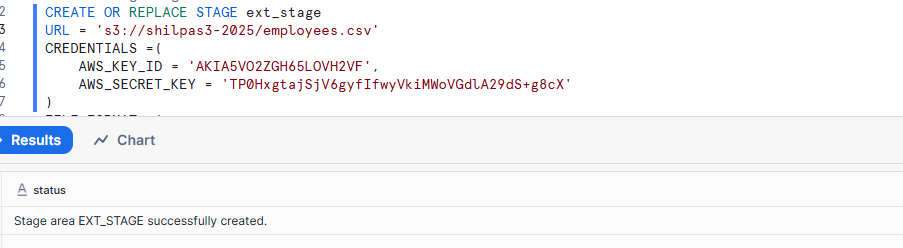 2 CREATE OR REPLACE STAGE ext_stage
3 URL = 's3://shilpas3-2025/employees.csv'
4 CREDENTIALS =(
5 AWS_KEY_ID = 'AKIA5VO2ZGH65LOVH2VF',
6 AWS_SECRET_KEY = 'TP0HxgtajSjV6gyfIfwyVkiMWoVGdlA29dS+g8cX'
7 )
Results Chart
A status
Stage area EXT_STAGE successfully created.